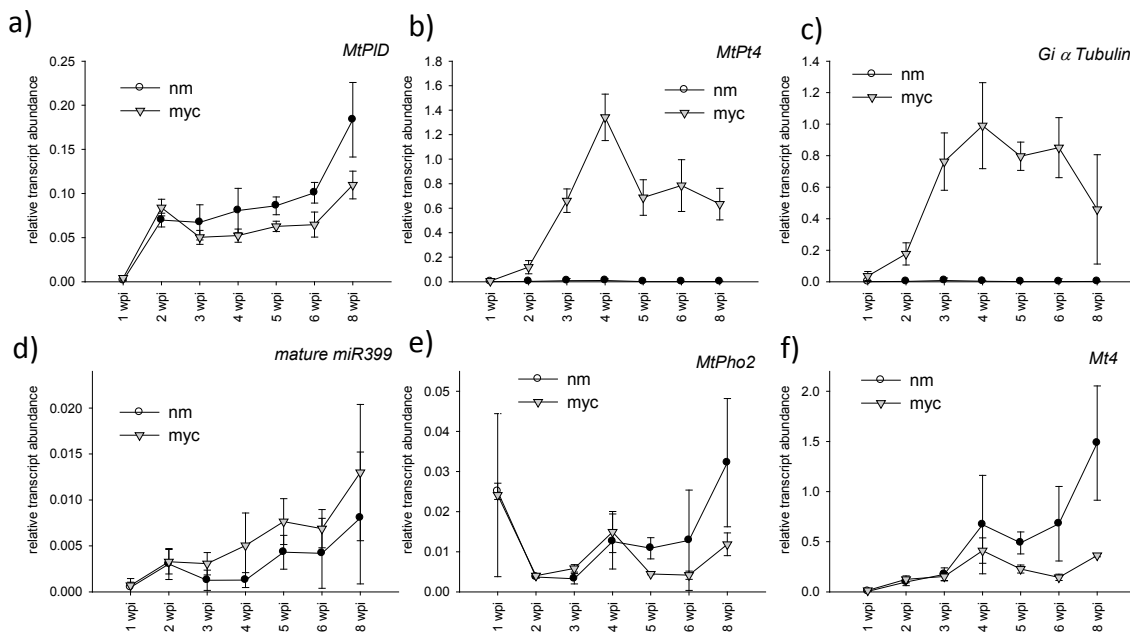 a)
MtPID
0.25
0.20
0.15
0.10
0.05
0.00
relative transcript abundance
nm
myc
1 wpi
2 wpi
3 wpi
4 wpi
5 wpi
6 wpi
8 wpi
b)
MtPt4
1.8
1.6
1.4
1.2
1.0
0.8
0.6
0.4
0.2
0.0
relative transcript abundance
nm
myc
1 wpi
2 wpi
3 wpi
4 wpi
5 wpi
6 wpi
8 wpi
c)
Gi α Tubulin
1.4
1.2
1.0
0.8
0.6
0.4
0.2
0.0
relative transcript abundance
nm
myc
1 wpi
2 wpi
3 wpi
4 wpi
5 wpi
6 wpi
8 wpi
d)
mature miR399
0.020
0.015
0.010
0.005
0.000
relative transcript abundance
nm
myc
1 wpi
2 wpi
3 wpi
4 wpi
5 wpi
6 wpi
8 wpi
e)
MtPho2
0.05
0.04
0.03
0.02
0.01
0.00
relative transcript abundance
nm
myc
1 wpi
2 wpi
3 wpi
4 wpi
5 wpi
6 wpi
8 wpi
f)
Mt4
2.0
1.5
1.0
0.5
0.0
relative transcript abundance
nm
myc
1 wpi
2 wpi
3 wpi
4 wpi
5 wpi
6 wpi
8 wpi